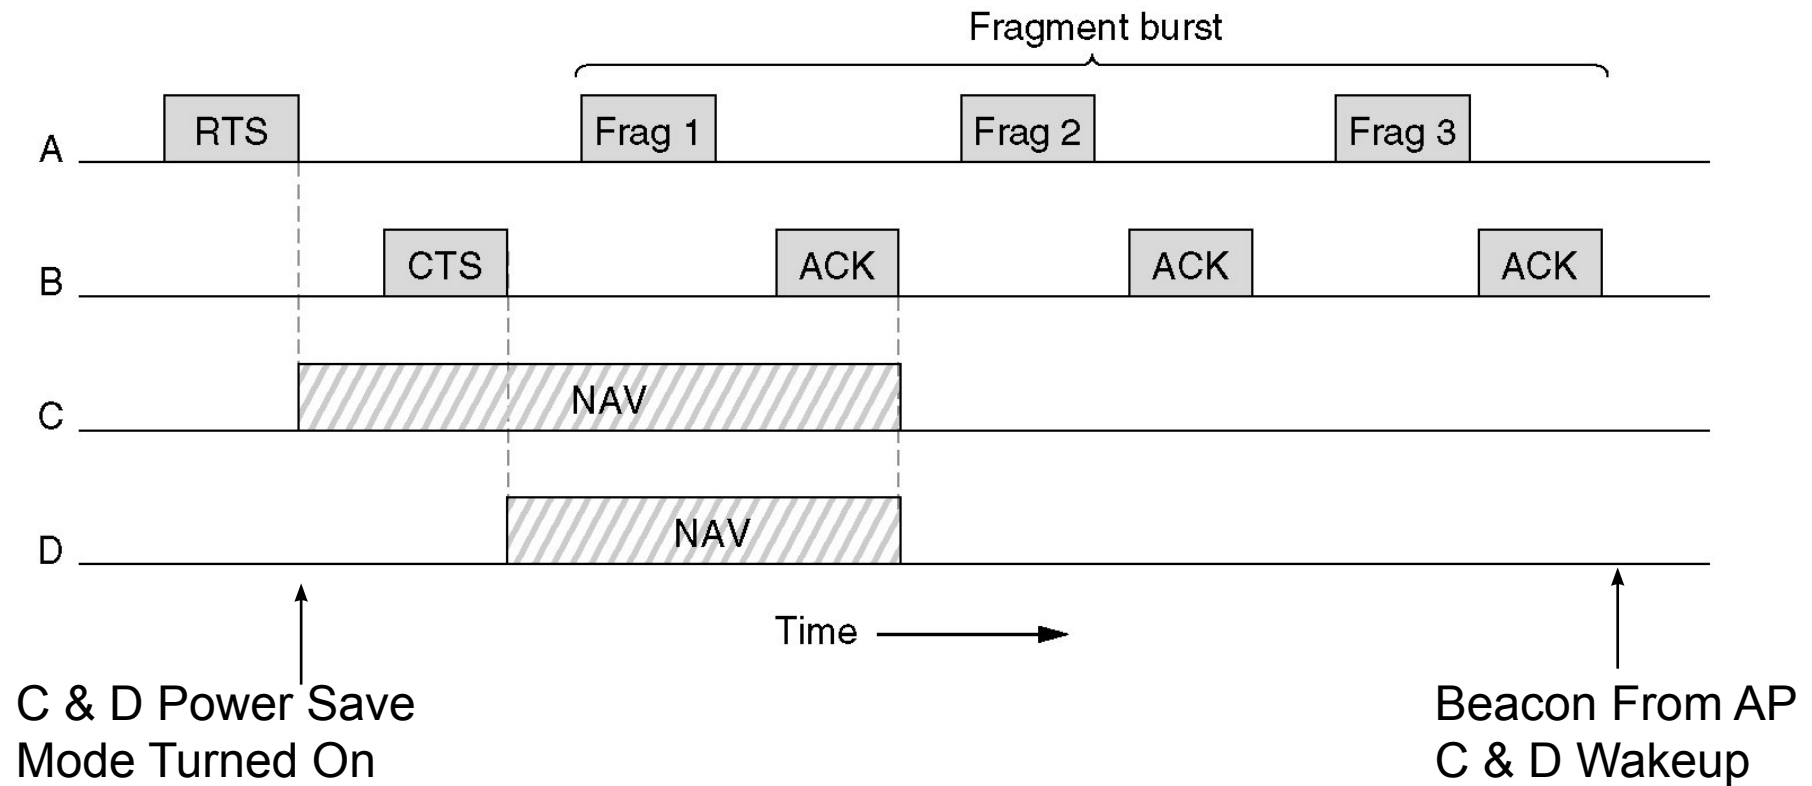 Fragment burst
A RTS Frag 1 Frag 2 Frag 3
B CTS ACK ACK ACK
C NAV
D NAV
Time
C & D Power Save
Mode Turned On
Beacon From AP
C & D Wakeup